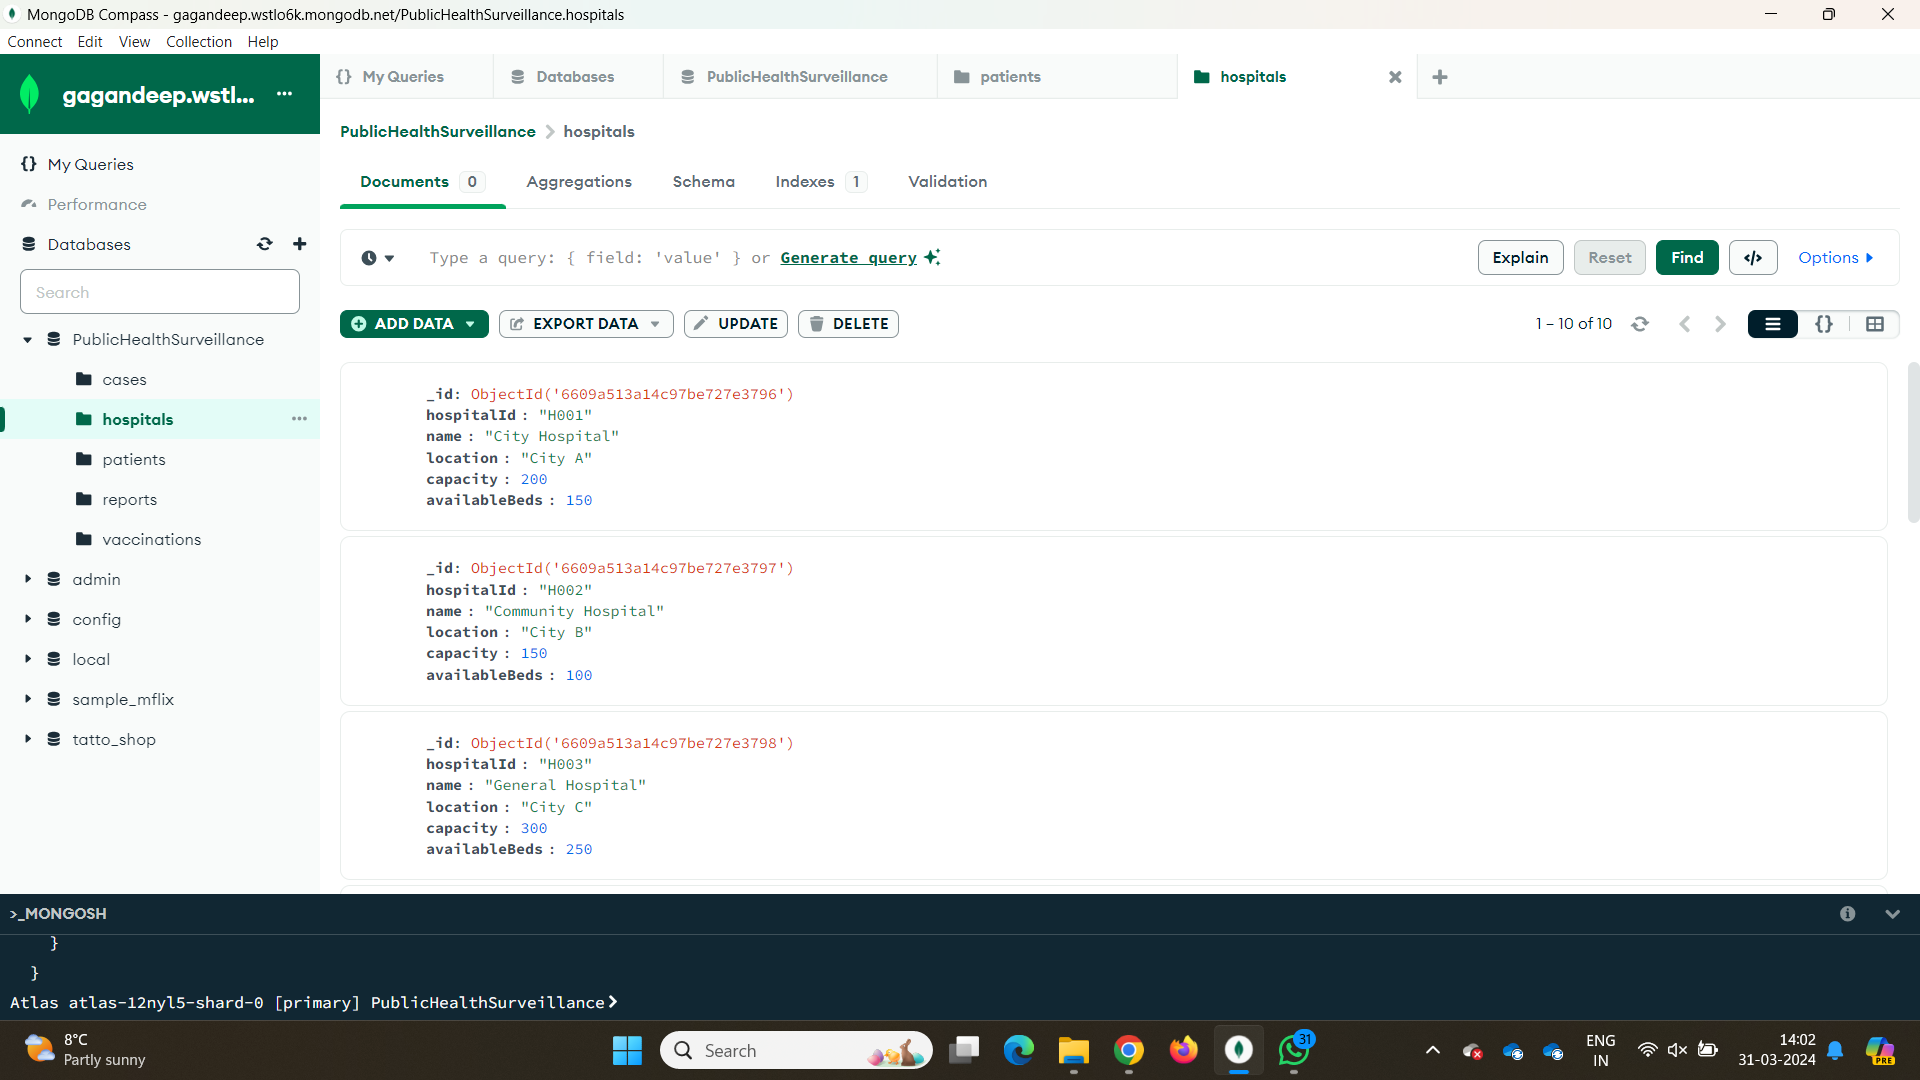 MongoDB Compass - gagandeep.wstlo6k.mongodb.net/PublicHealthSurveillance.hospitals
Connect Edit View Collection Help
gagandeep.wstl... ...
My Queries
Performance
Databases
Search
PublicHealthSurveillance
cases
hospitals
patients
reports
vaccinations
admin
config
local
sample_mflix
tatto_shop
{} My Queries Databases PublicHealthSurveillance patients hospitals
PublicHealthSurveillance > hospitals
Documents 0 Aggregations Schema Indexes 1 Validation
Type a query: { field: 'value' } or Generate query
Explain Reset Find </> Options
ADD DATA EXPORT DATA UPDATE DELETE
1 – 10 of 10 {}
_id: ObjectId('6609a513a14c97be727e3796')
hospitalId : "H001"
name : "City Hospital"
location : "City A"
capacity : 200
availableBeds : 150
_id: ObjectId('6609a513a14c97be727e3797')
hospitalId : "H002"
name : "Community Hospital"
location : "City B"
capacity : 150
availableBeds : 100
_id: ObjectId('6609a513a14c97be727e3798')
hospitalId : "H003"
name : "General Hospital"
location : "City C"
capacity : 300
availableBeds : 250
>_MONGOSH
}
}
Atlas atlas-12nyl5-shard-0 [primary] PublicHealthSurveillance>
8°C
Partly sunny
Search
31
ENG
IN
14:02
31-03-2024
PRE